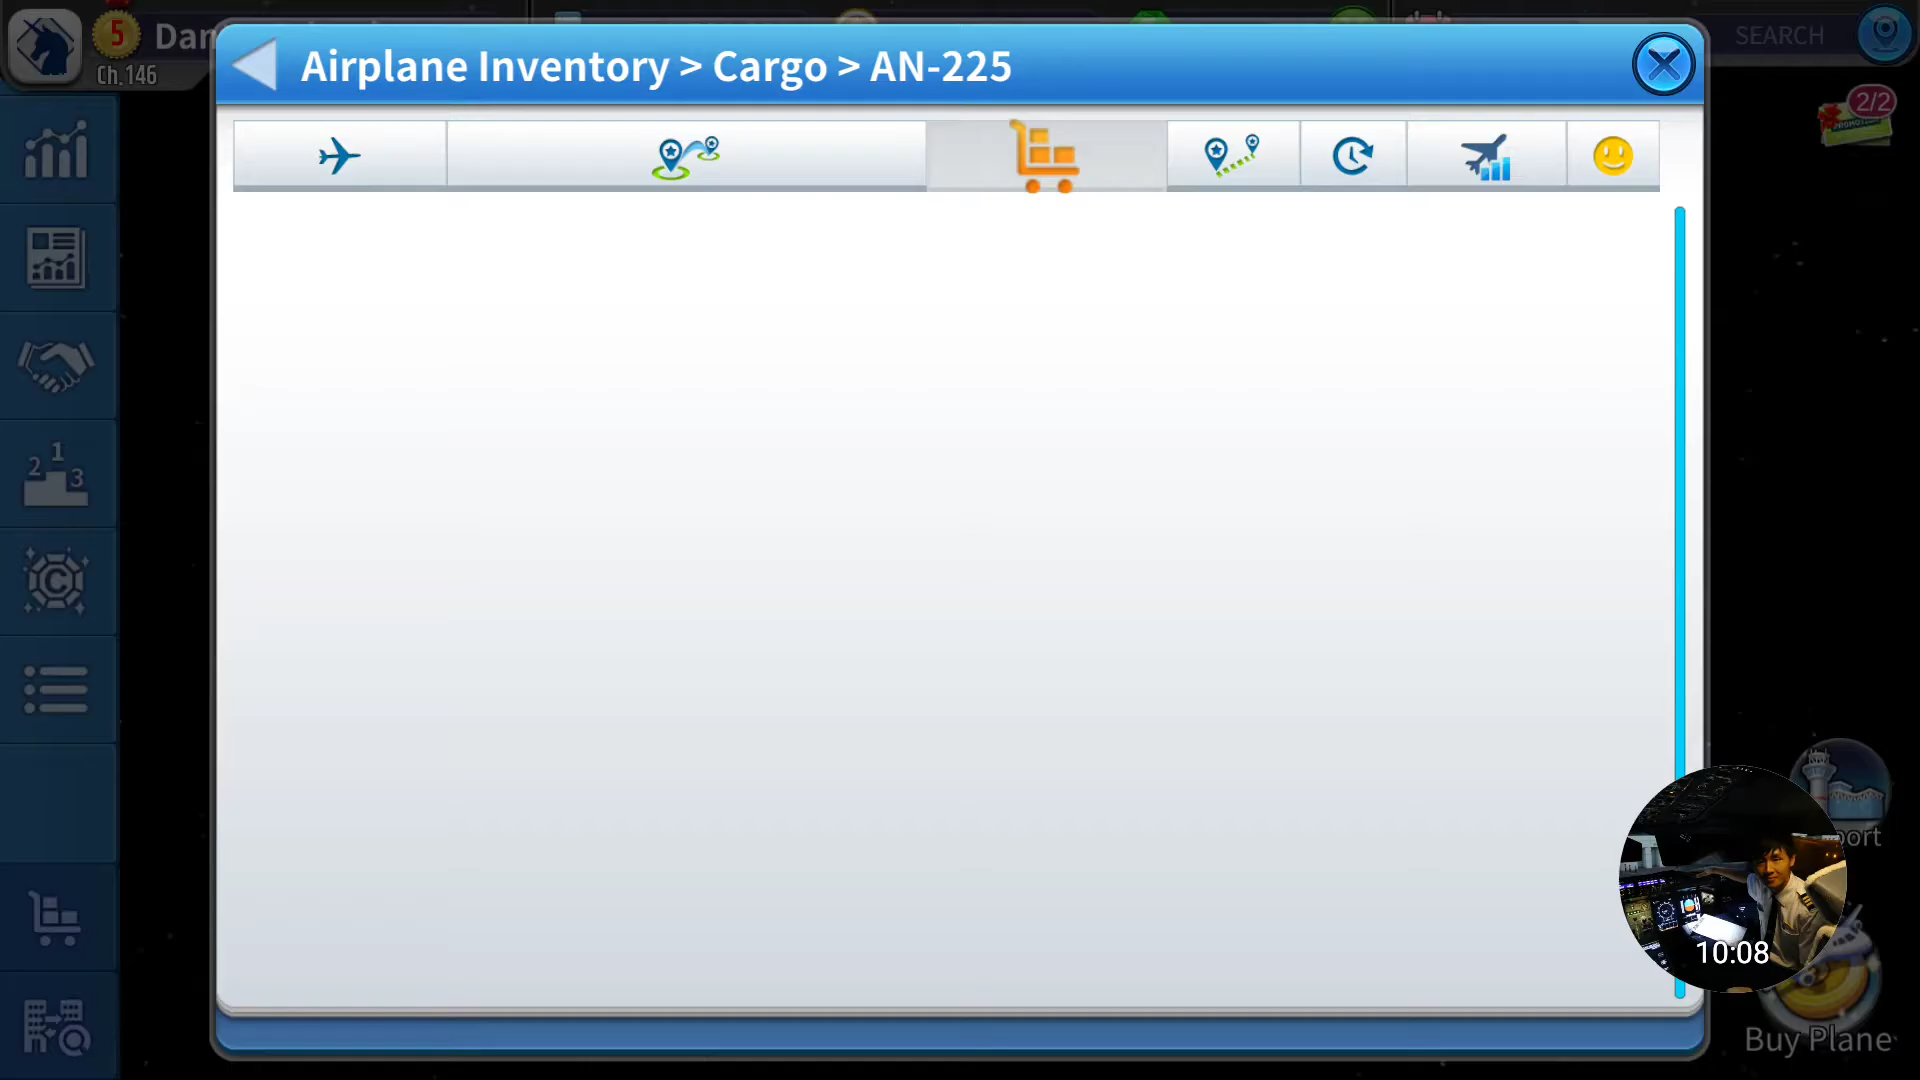 5 Dan
Ch.146
Airplane Inventory > Cargo > AN-225
SEARCH
2/2
1
2
3
C
10:08
port
Buy Plane